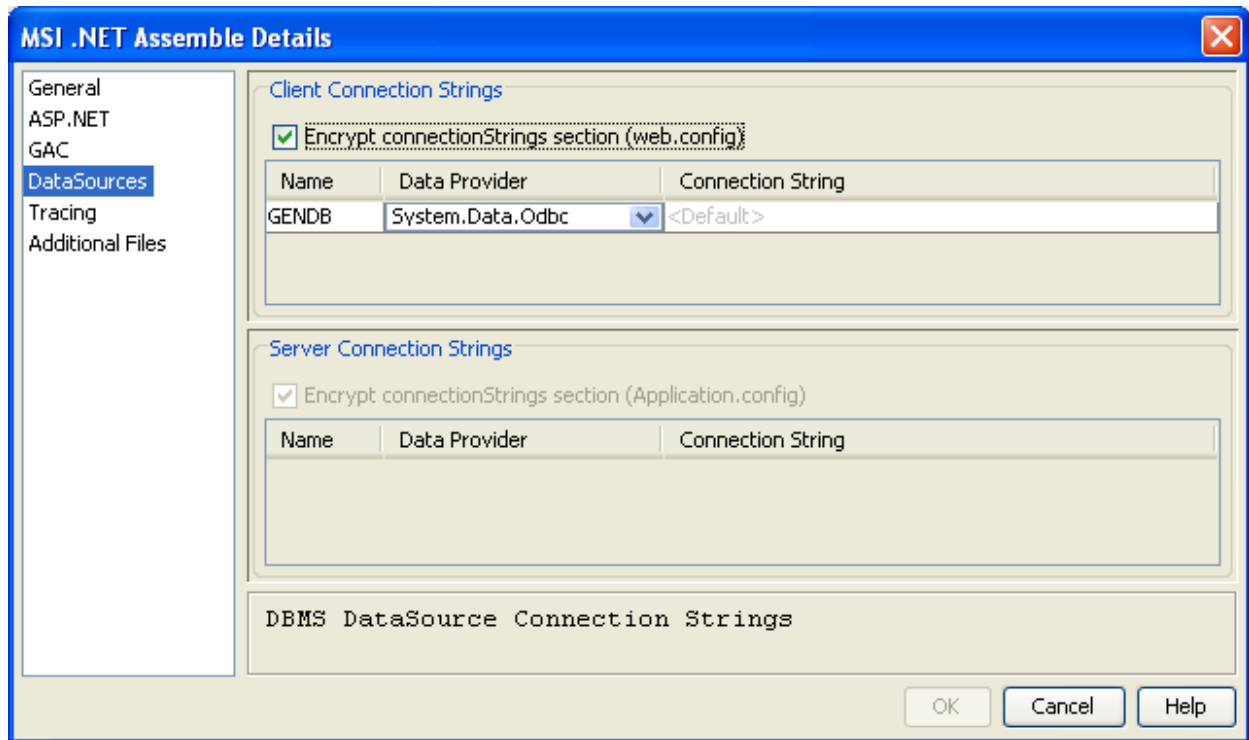 MSI .NET Assemble Details
General
ASP.NET
GAC
DataSources
Tracing
Additional Files
Client Connection Strings
Encrypt connectionStrings section (web.config)
Name Data Provider Connection String
GENDB System.Data.Odbc <Default>
Server Connection Strings
Encrypt connectionStrings section (Application.config)
Name Data Provider Connection String
DBMS DataSource Connection Strings
OK Cancel Help